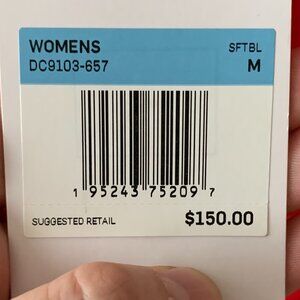 WOMENS SFTBL
DC9103-657 M
1 95243 75209 7
SUGGESTED RETAIL $150.00